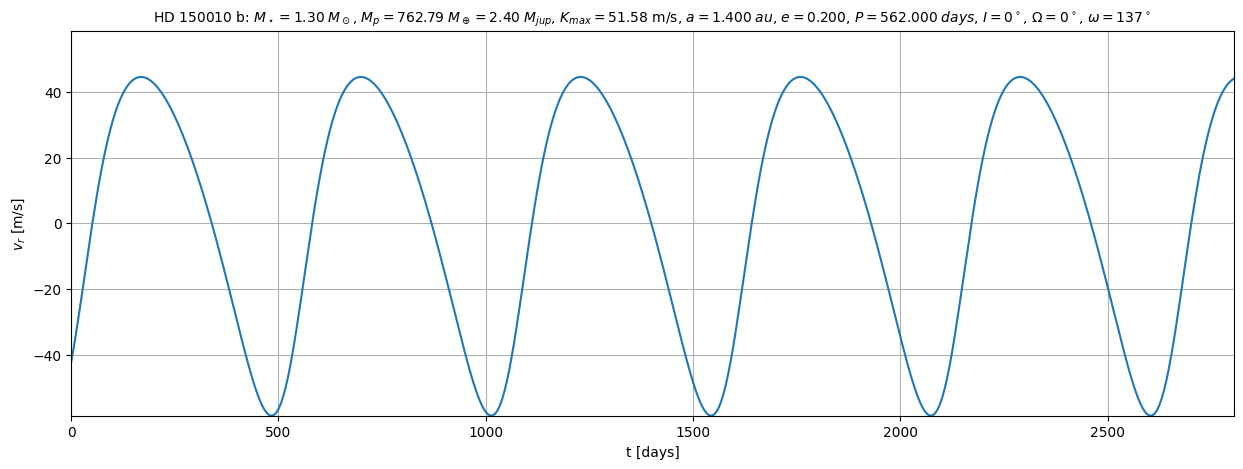 HD 150010 b: M⋆ = 1.30 M⊙, Mp = 762.79 M⊕ = 2.40 Mjup, Kmax = 51.58 m/s, a = 1.400 au, e = 0.200, P = 562.000 days, I = 0°, Ω = 0°, ω = 137°
40
20
0
−20
−40
vr [m/s]
0 500 1000 1500 2000 2500
t [days]